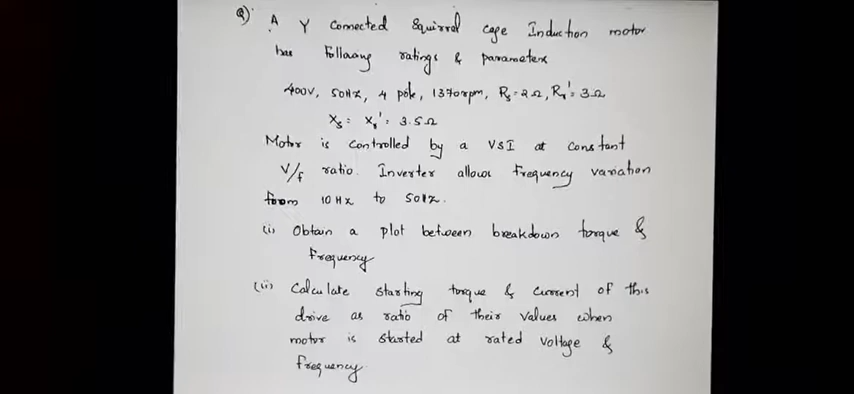 Q) A Y Connected Squirrel cage Induction motor
has following ratings & parameters
400V, 50Hz, 4 pole, 1370rpm, Rs = 2Ω, Rr' = 3Ω
Xs = Xr' = 3.5Ω
Motor is controlled by a VSI at constant
V/f ratio. Inverter allows frequency variation
from 10Hz to 50Hz.
(i) Obtain a plot between breakdown torque &
frequency
(ii) Calculate starting torque & current of this
drive as ratio of their values when
motor is started at rated voltage &
frequency.